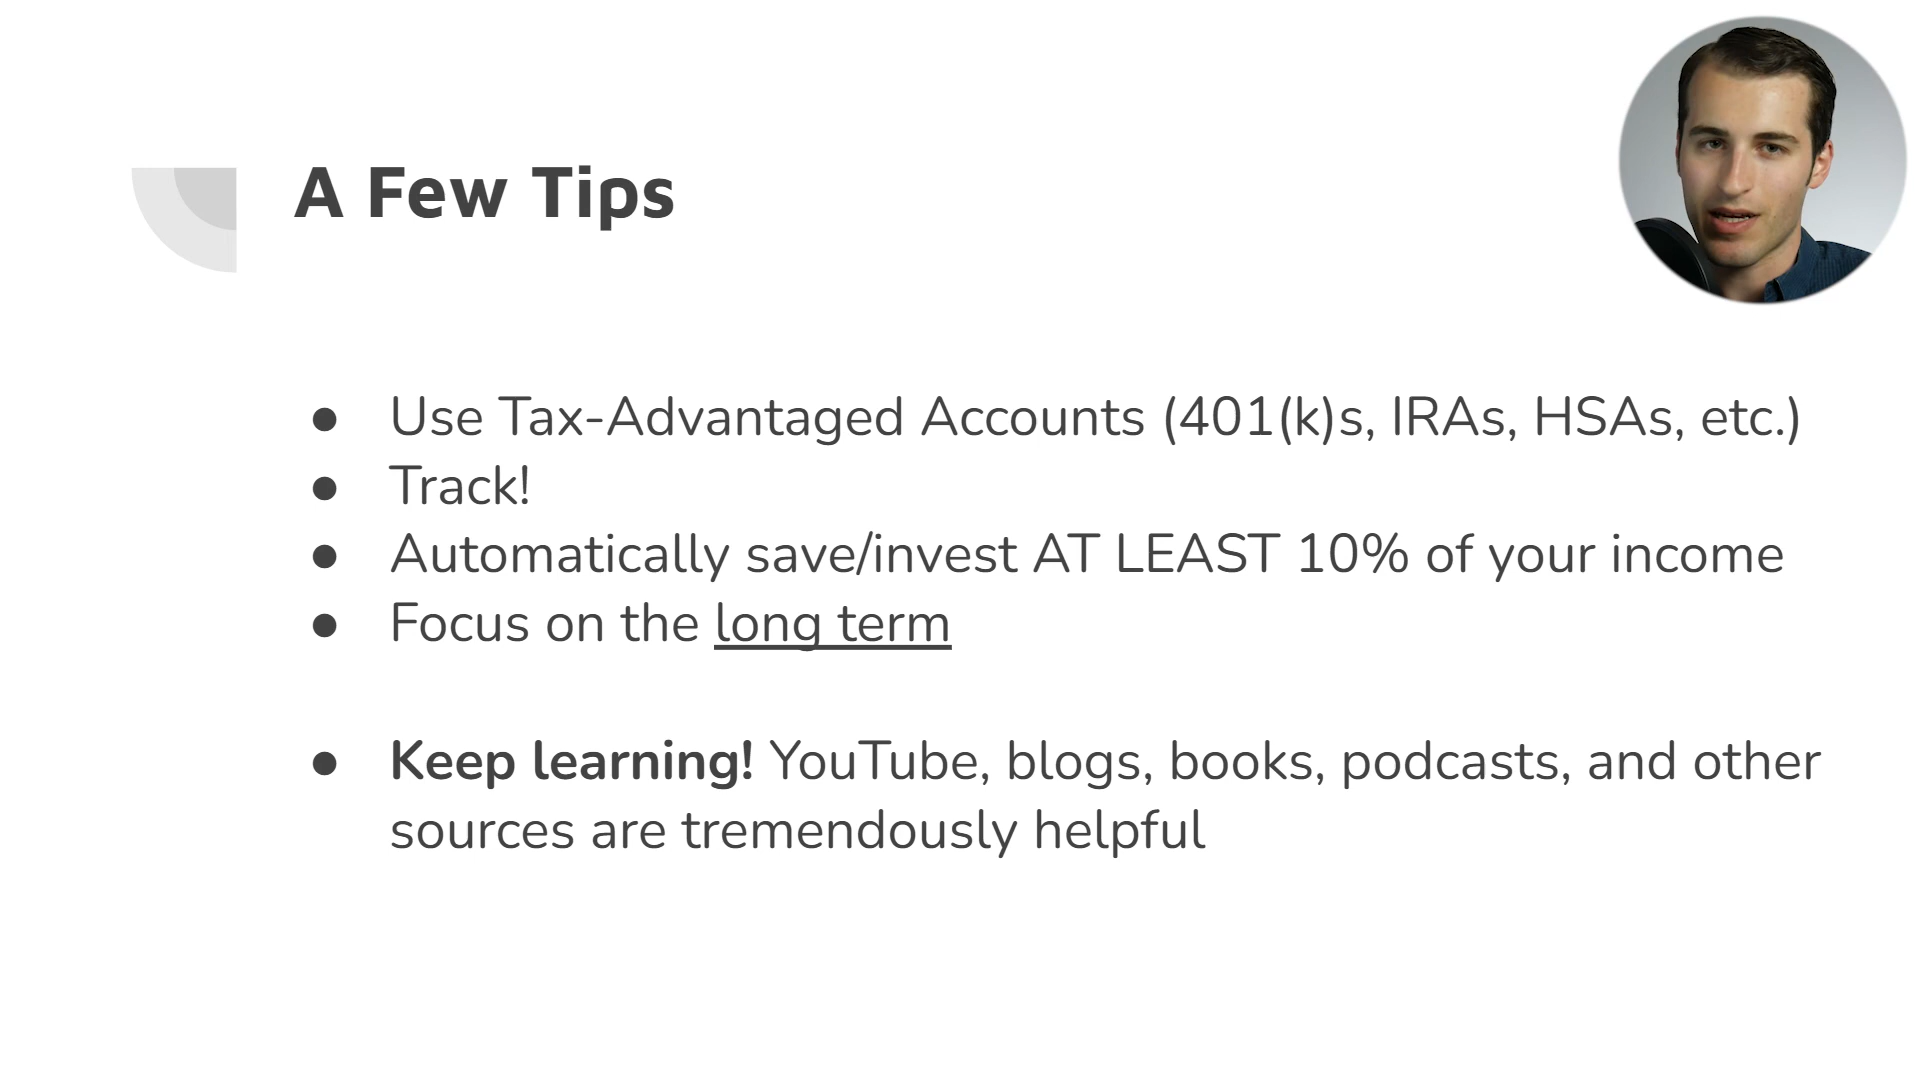 A Few Tips
● Use Tax-Advantaged Accounts (401(k)s, IRAs, HSAs, etc.)
● Track!
● Automatically save/invest AT LEAST 10% of your income
● Focus on the long term
● Keep learning! YouTube, blogs, books, podcasts, and other
sources are tremendously helpful